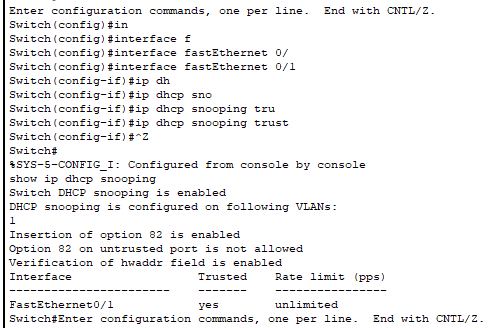 Enter configuration commands, one per line.  End with CNTL/Z.
Switch(config)#in
Switch(config)#interface f
Switch(config)#interface fastEthernet 0/
Switch(config)#interface fastEthernet 0/1
Switch(config-if)#ip dh
Switch(config-if)#ip dhcp sno
Switch(config-if)#ip dhcp snooping tru
Switch(config-if)#ip dhcp snooping trust
Switch(config-if)#^Z
Switch#
%SYS-5-CONFIG_I: Configured from console by console
show ip dhcp snooping
Switch DHCP snooping is enabled
DHCP snooping is configured on following VLANs:
1
Insertion of option 82 is enabled
Option 82 on untrusted port is not allowed
Verification of hwaddr field is enabled
Interface                  Trusted    Rate limit (pps)
-----------------------    -------    ----------------
FastEthernet0/1            yes        unlimited
Switch#Enter configuration commands, one per line.  End with CNTL/Z.